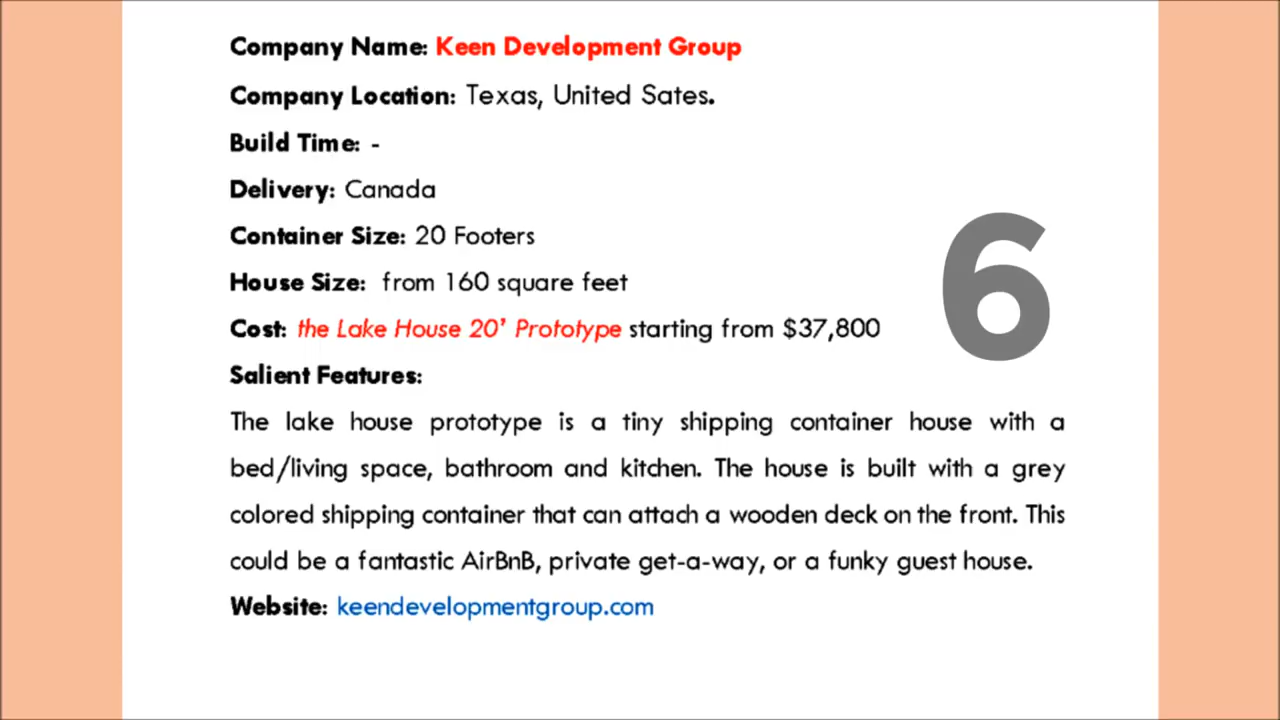 Company Name: Keen Development Group
Company Location: Texas, United Sates.
Build Time: -
Delivery: Canada
Container Size: 20 Footers
House Size: from 160 square feet
Cost: the Lake House 20' Prototype starting from $37,800
6
Salient Features:
The lake house prototype is a tiny shipping container house with a
bed/living space, bathroom and kitchen. The house is built with a grey
colored shipping container that can attach a wooden deck on the front. This
could be a fantastic AirBnB, private get-a-way, or a funky guest house.
Website: keendevelopmentgroup.com